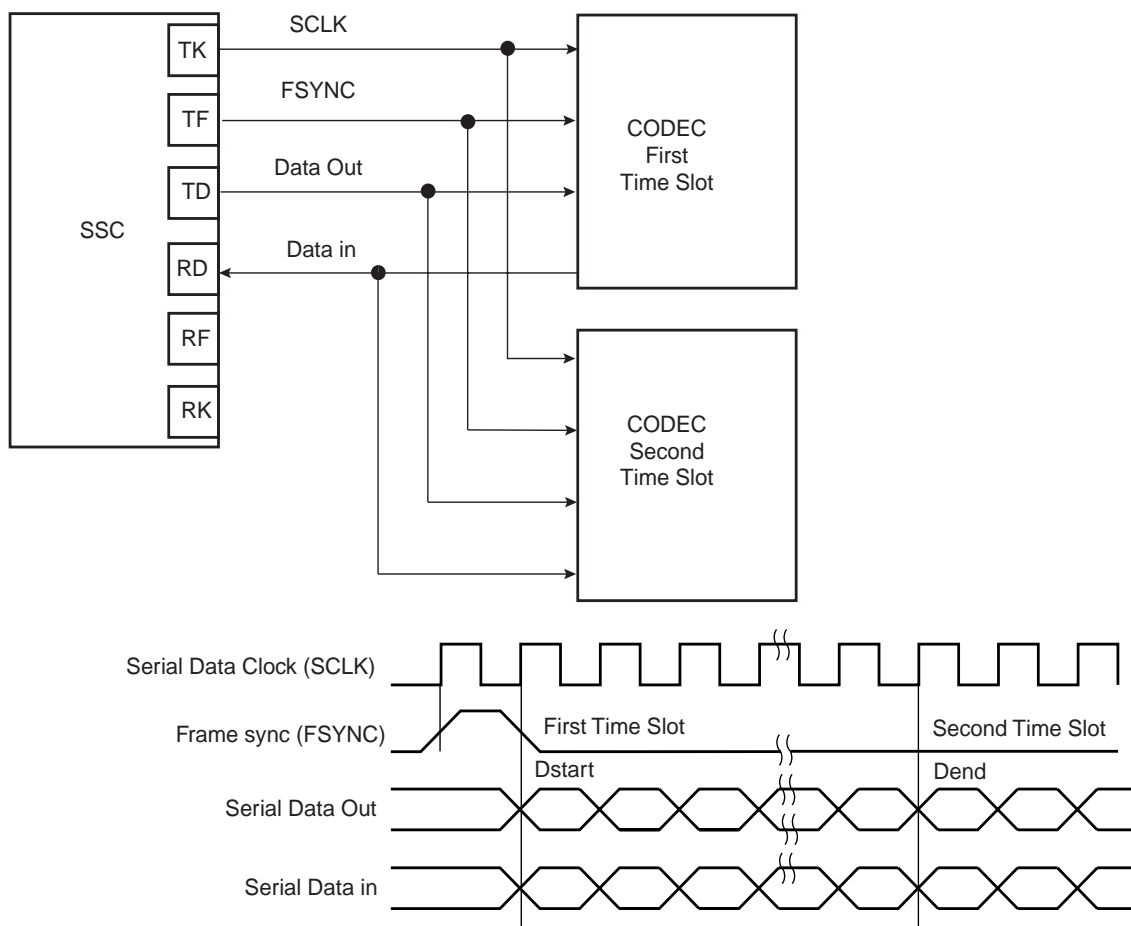 SCLK
TK
FSYNC
TF
CODEC
First
Time Slot
Data Out
TD
SSC
Data in
RD
RF
RK
CODEC
Second
Time Slot
Serial Data Clock (SCLK)
Frame sync (FSYNC)
First Time Slot
Second Time Slot
Dstart
Dend
Serial Data Out
Serial Data in